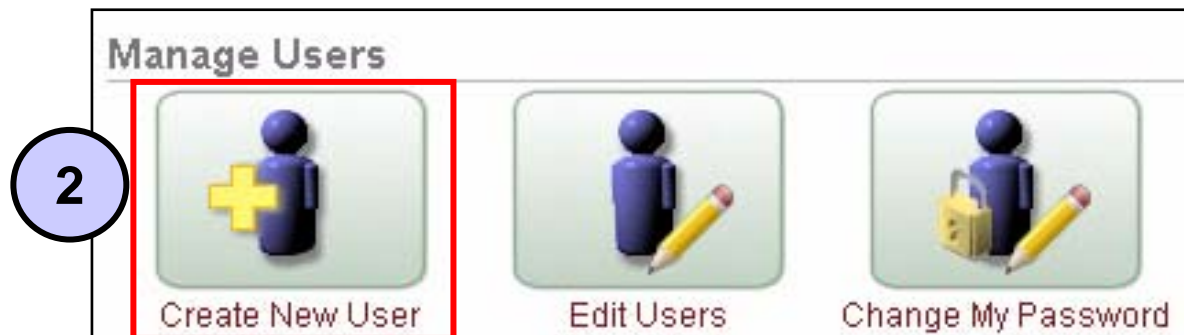 Manage Users
2
Create New User
Edit Users
Change My Password